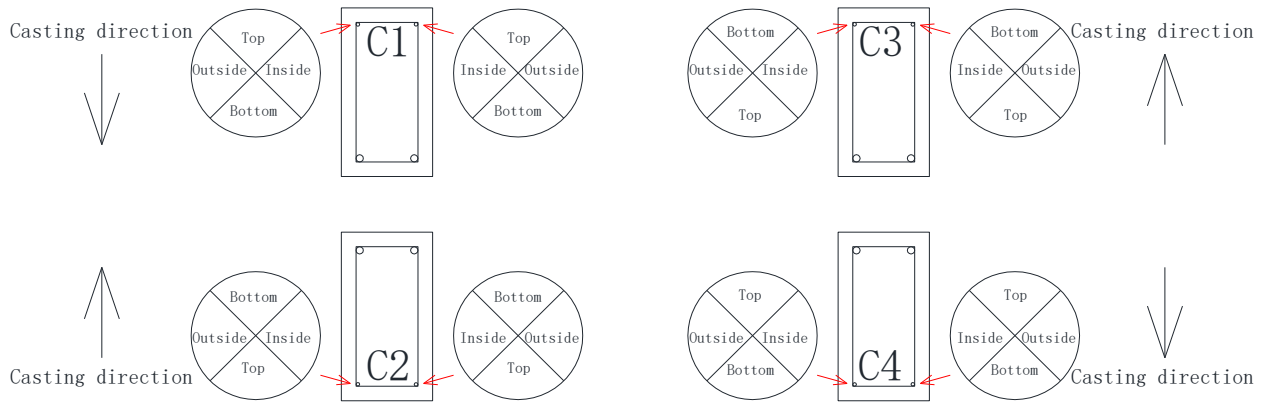 Casting direction
Top
Outside Inside
Bottom
C1
Top
Inside Outside
Bottom
Bottom
Outside Inside
Top
C3
Bottom
Inside Outside
Top
Casting direction
Bottom
Outside Inside
Top
Casting direction
C2
Bottom
Inside Outside
Top
Top
Outside Inside
Bottom
C4
Top
Inside Outside
Bottom
Casting direction